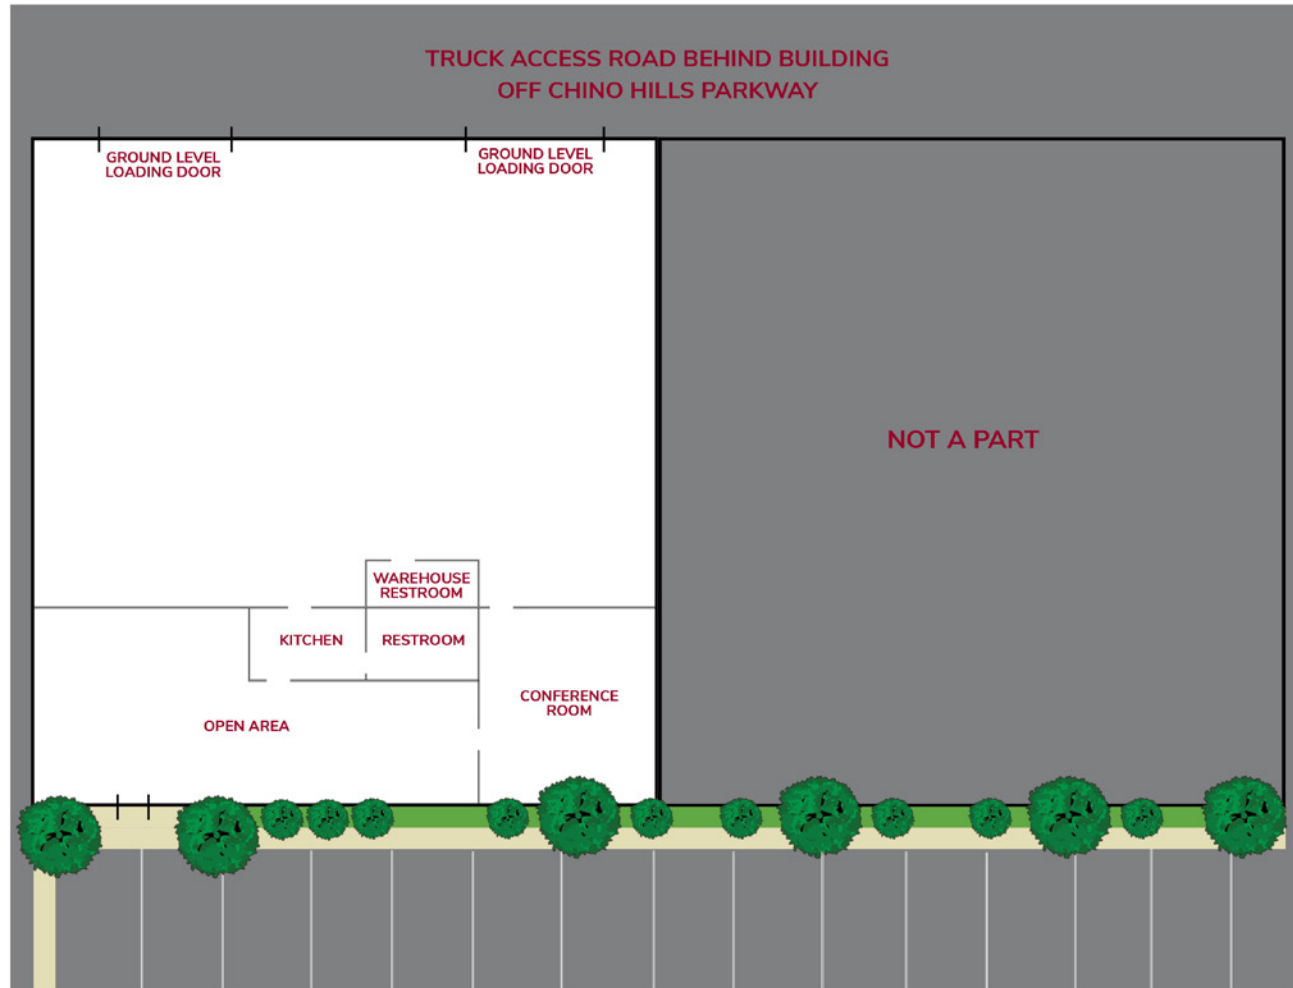 TRUCK ACCESS ROAD BEHIND BUILDING
OFF CHINO HILLS PARKWAY
GROUND LEVEL
LOADING DOOR
GROUND LEVEL
LOADING DOOR
NOT A PART
WAREHOUSE
RESTROOM
KITCHEN
RESTROOM
CONFERENCE
ROOM
OPEN AREA